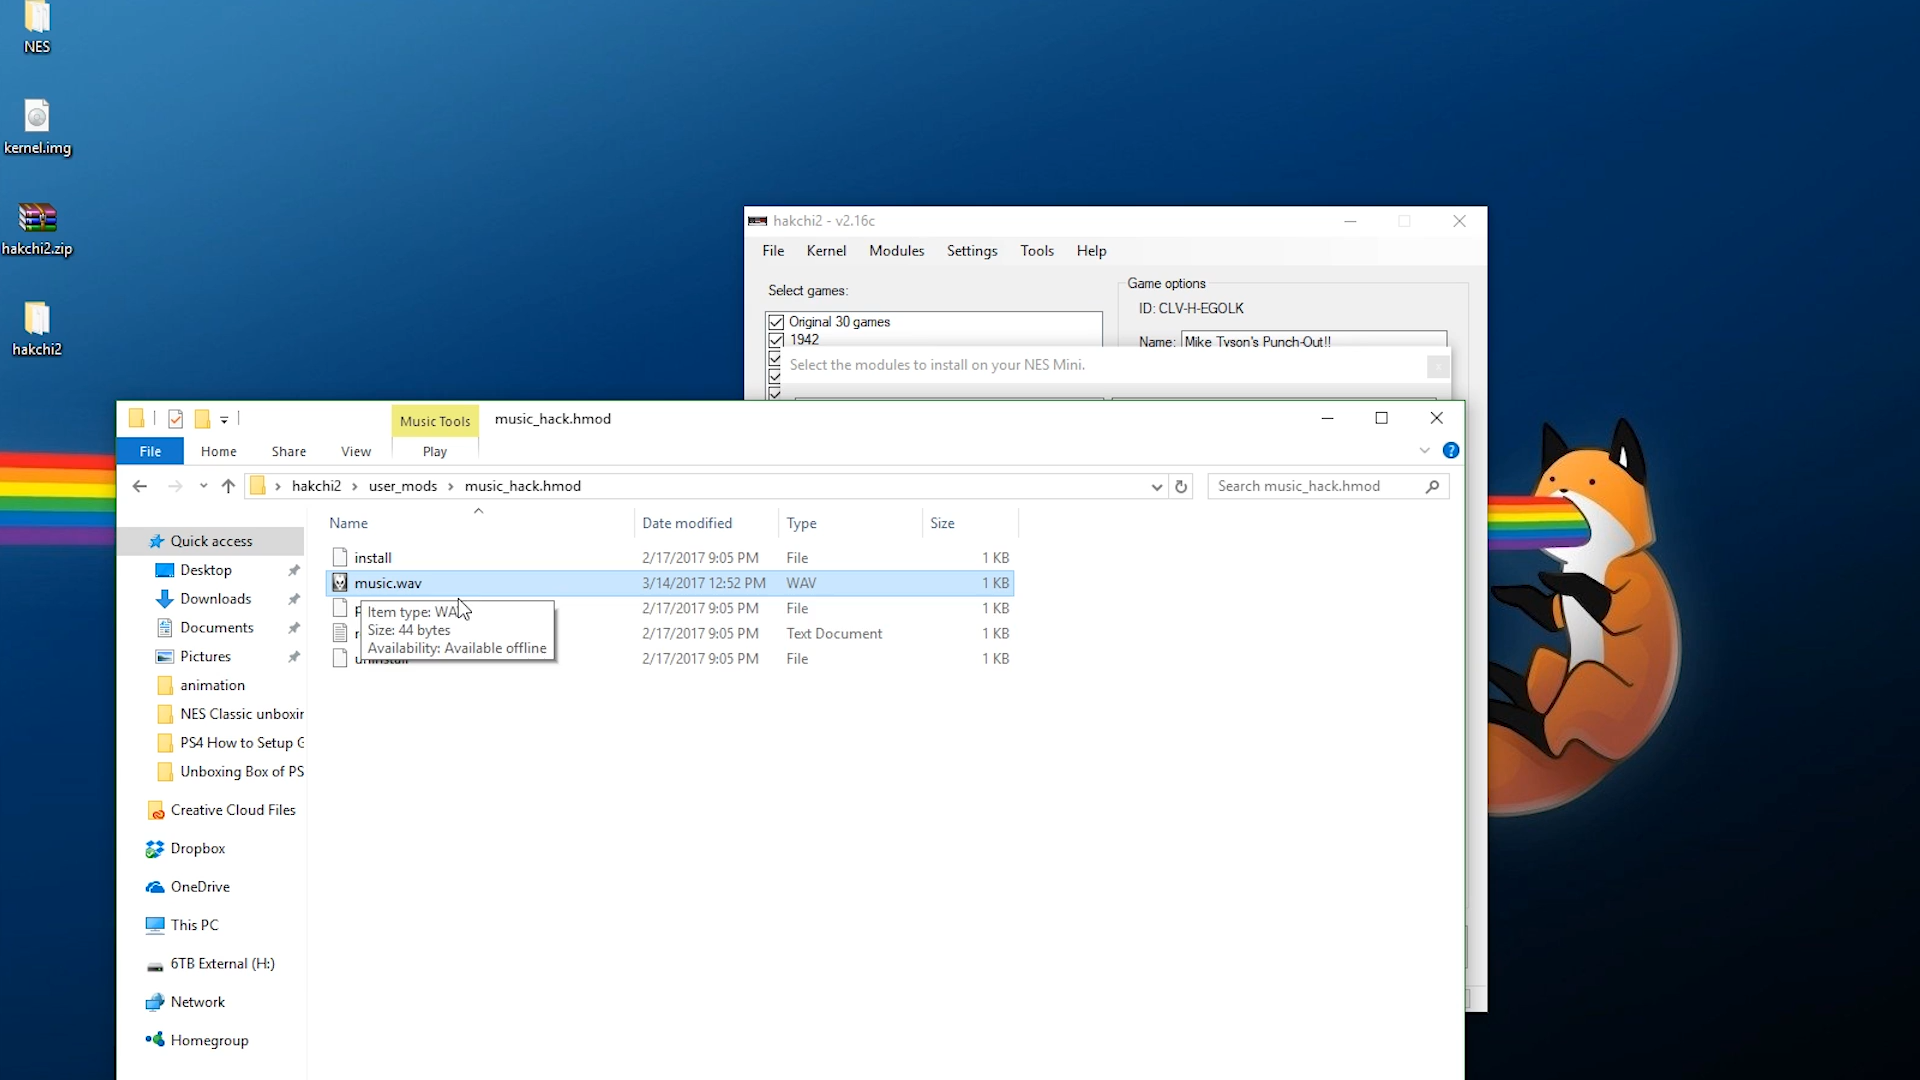 NES
kernel.img
hakchi2.zip
hakchi2
hakchi2 - v2.16c
File Kernel Modules Settings Tools Help
Select games:
Original 30 games
1942
Game options
ID: CLV-H-EGOLK
Name: Mike Tyson's Punch-Out!!
Select the modules to install on your NES Mini.
x
Music Tools music_hack.hmod
File Home Share View Play
?
hakchi2 › user_mods › music_hack.hmod
Search music_hack.hmod
Name Date modified Type Size
install 2/17/2017 9:05 PM File 1 KB
music.wav 3/14/2017 12:52 PM WAV 1 KB
2/17/2017 9:05 PM File 1 KB
2/17/2017 9:05 PM Text Document 1 KB
uninstall 2/17/2017 9:05 PM File 1 KB
Item type: WA
Size: 44 bytes
Availability: Available offline
Quick access
Desktop
Downloads
Documents
Pictures
animation
NES Classic unboxin
PS4 How to Setup G
Unboxing Box of PS
Creative Cloud Files
Dropbox
OneDrive
This PC
6TB External (H:)
Network
Homegroup